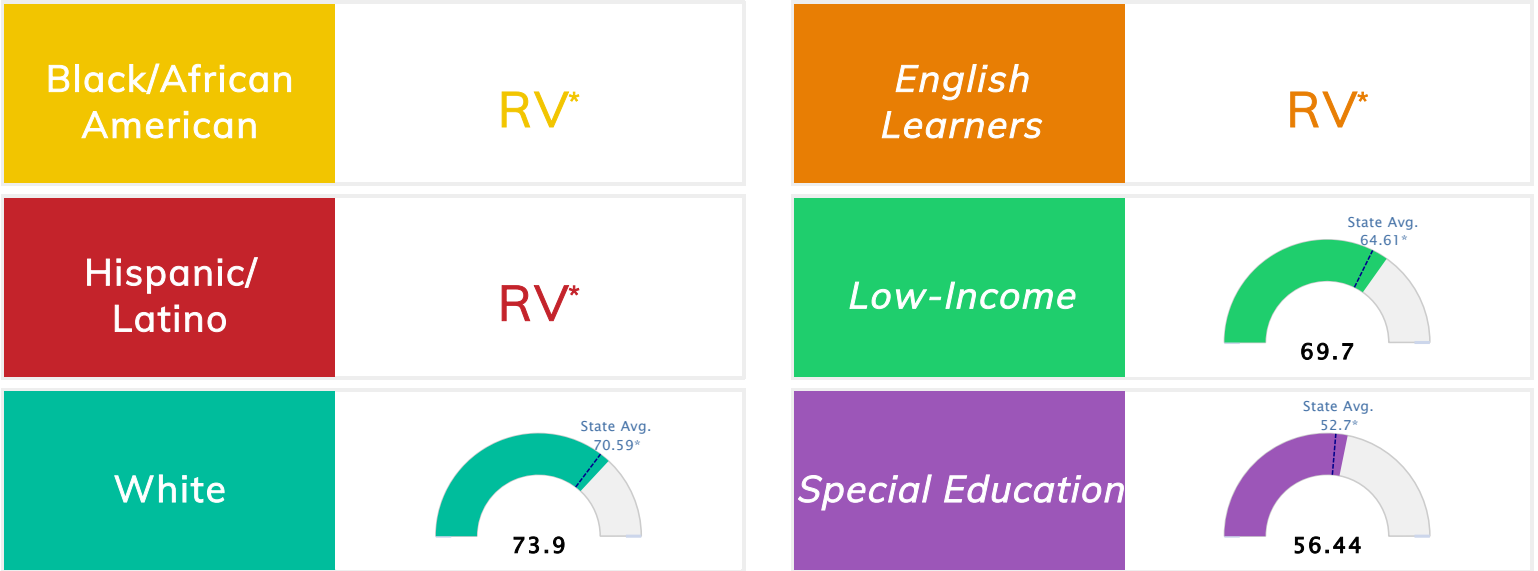 Black/African
American
RV*
English
Learners
RV*
Hispanic/
Latino
RV*
Low-Income
State Avg.
64.61*
69.7
White
State Avg.
70.59*
73.9
Special Education
State Avg.
52.7*
56.44